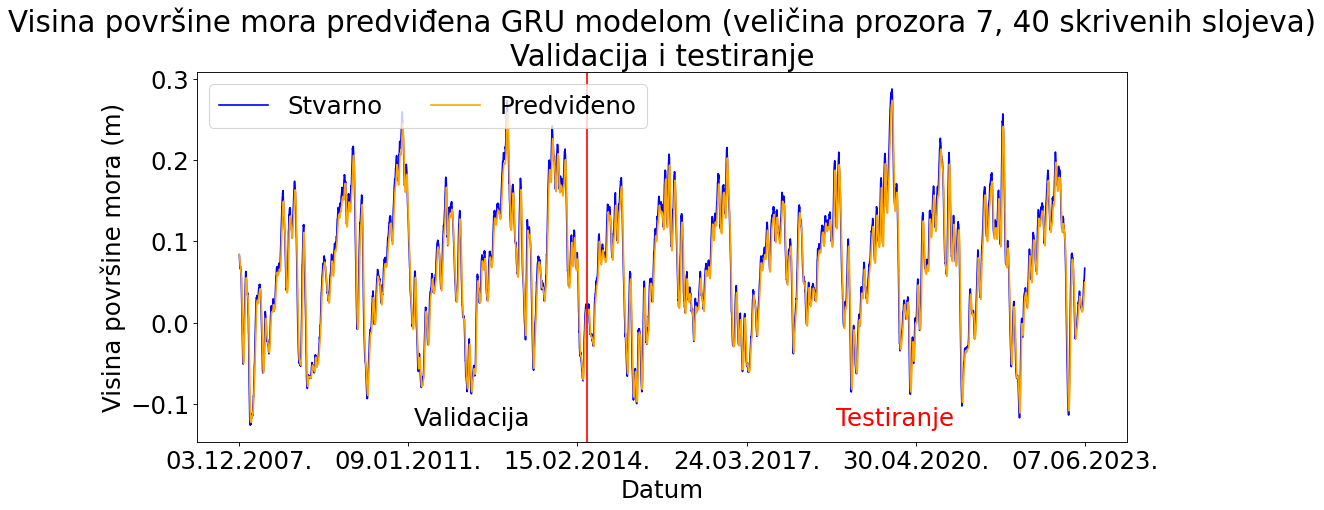 Visina površine mora predviđena GRU modelom (veličina prozora 7, 40 skrivenih slojeva)
Validacija i testiranje
Stvarno
Predviđeno
Visina površine mora (m)
0.3
0.2
0.1
0.0
−0.1
Validacija
Testiranje
03.12.2007.
09.01.2011.
15.02.2014.
24.03.2017.
30.04.2020.
07.06.2023.
Datum